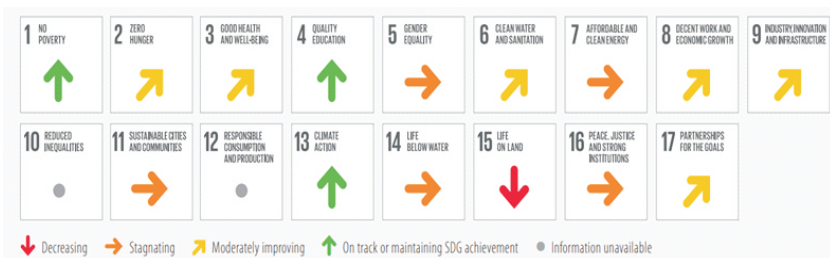 1 NO
POVERTY
2 ZERO
HUNGER
3 GOOD HEALTH
AND WELL-BEING
4 QUALITY
EDUCATION
5 GENDER
EQUALITY
6 CLEAN WATER
AND SANITATION
7 AFFORDABLE AND
CLEAN ENERGY
8 DECENT WORK AND
ECONOMIC GROWTH
9 INDUSTRY, INNOVATION
AND INFRASTRUCTURE
10 REDUCED
INEQUALITIES
11 SUSTAINABLE CITIES
AND COMMUNITIES
12 RESPONSIBLE
CONSUMPTION
AND PRODUCTION
13 CLIMATE
ACTION
14 LIFE
BELOW WATER
15 LIFE
ON LAND
16 PEACE, JUSTICE
AND STRONG
INSTITUTIONS
17 PARTNERSHIPS
FOR THE GOALS
Decreasing Stagnating Moderately improving On track or maintaining SDG achievement Information unavailable